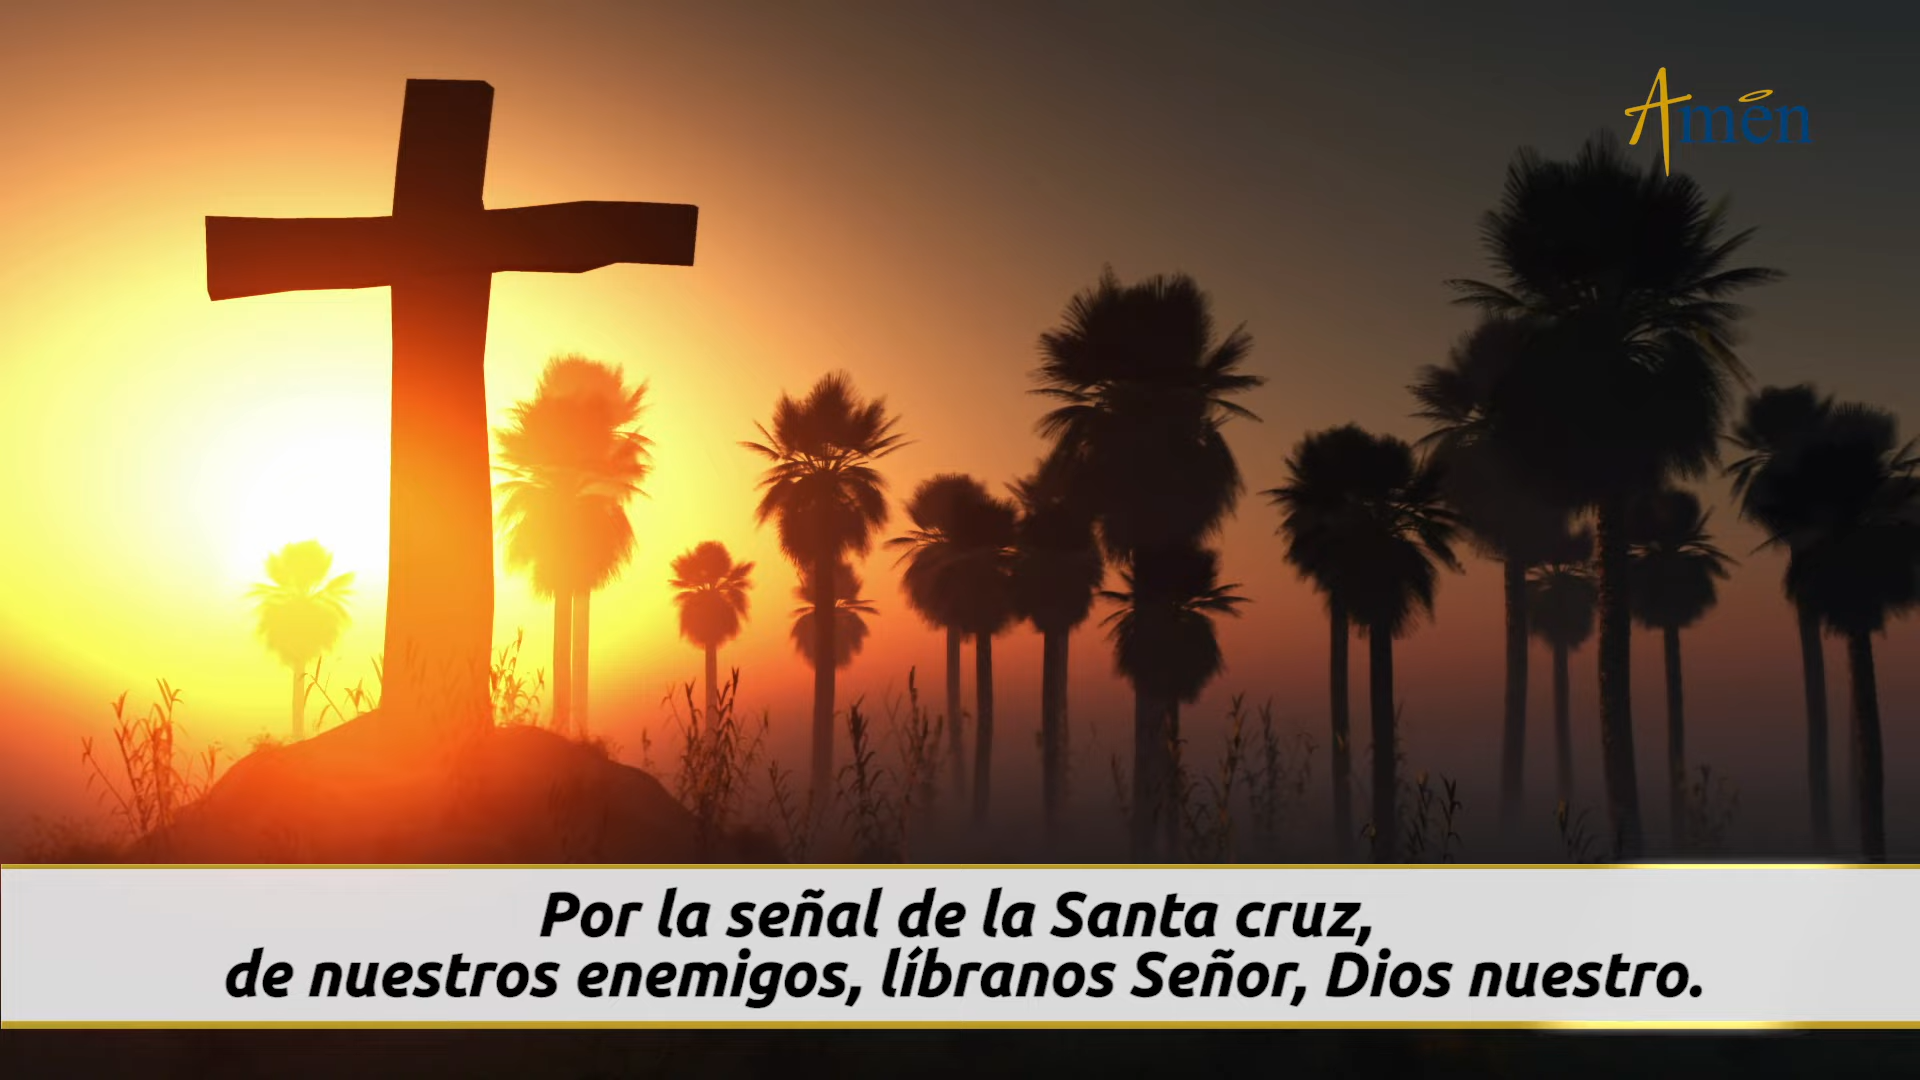 Amén
Por la señal de la Santa cruz,
de nuestros enemigos, líbranos Señor, Dios nuestro.